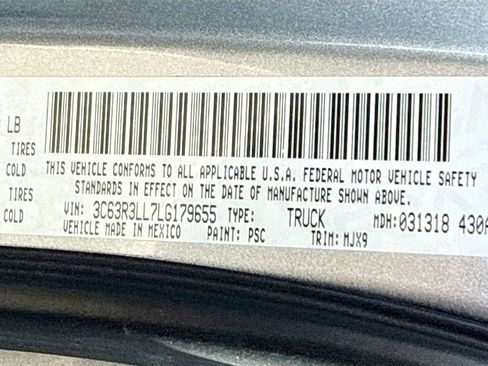 LB
TIRES
COLD
THIS VEHICLE CONFORMS TO ALL APPLICABLE U.S.A. FEDERAL MOTOR VEHICLE SAFETY
TIRES STANDARDS IN EFFECT ON THE DATE OF MANUFACTURE SHOWN ABOVE.
COLD VIN: 3C63R3LL7LG179655 TYPE: TRUCK MDH:031318 430A
VEHICLE MADE IN MEXICO PAINT: PSC TRIM: MJX9